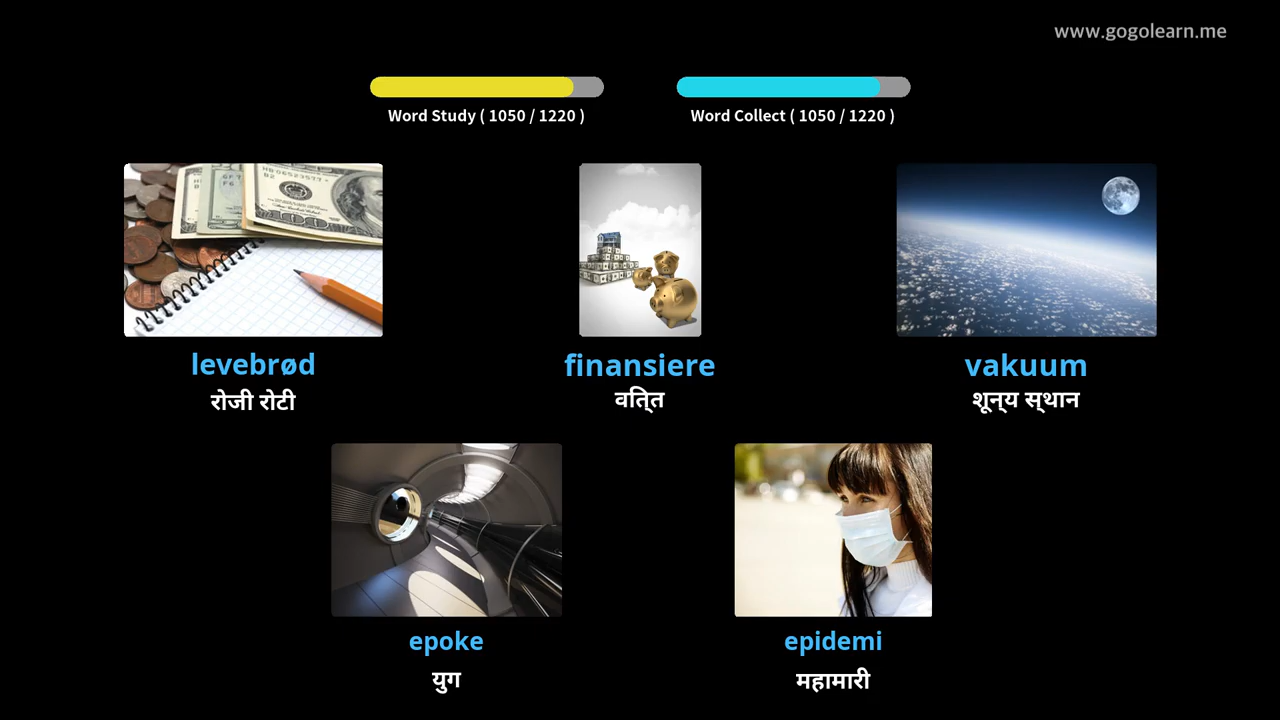 www.gogolearn.me
Word Study ( 1050 / 1220 )
Word Collect ( 1050 / 1220 )
levebrød
रोजी रोटी
finansiere
वित्ति
vakuum
शून्य स्थान
epoke
युग
epidemi
महामारी